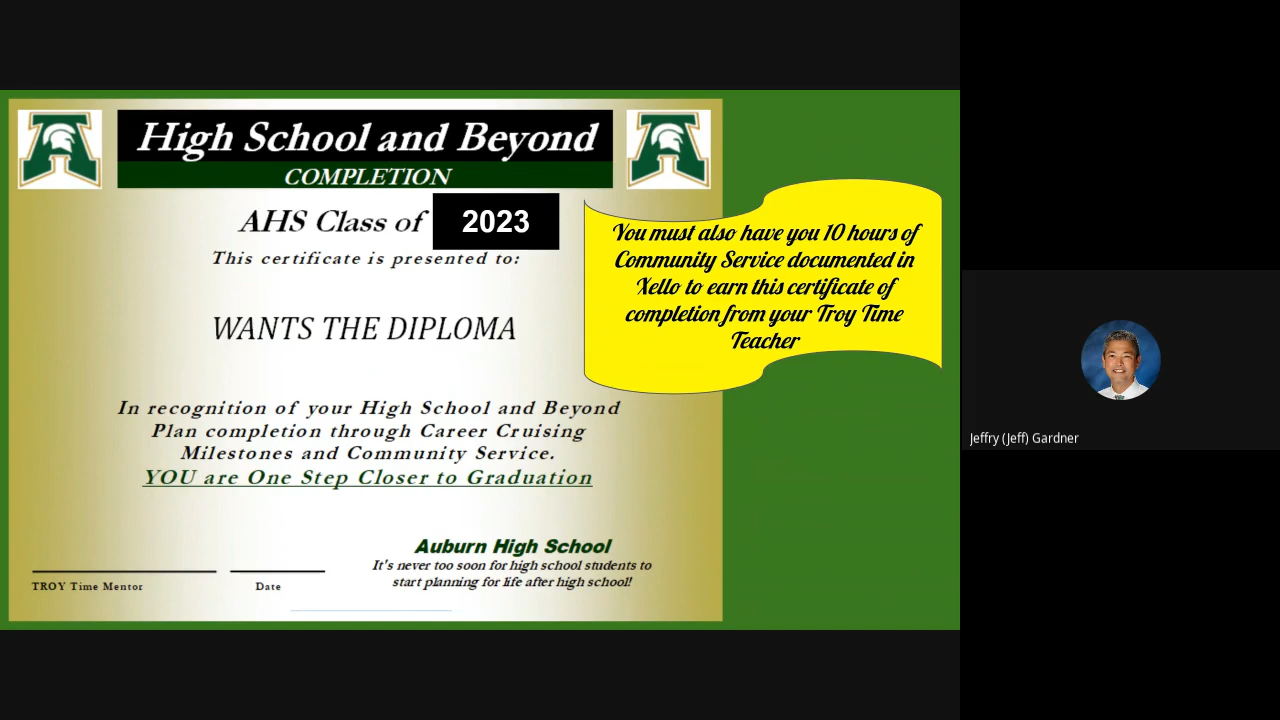 High School and Beyond
COMPLETION
AHS Class of 2023
This certificate is presented to:
WANTS THE DIPLOMA
You must also have you 10 hours of
Community Service documented in
Xello to earn this certificate of
completion from your Troy Time
Teacher
In recognition of your High School and Beyond
Plan completion through Career Cruising
Milestones and Community Service.
YOU are One Step Closer to Graduation
Auburn High School
It's never too soon for high school students to
start planning for life after high school!
TROY Time Mentor
Date
Jeffry (Jeff) Gardner